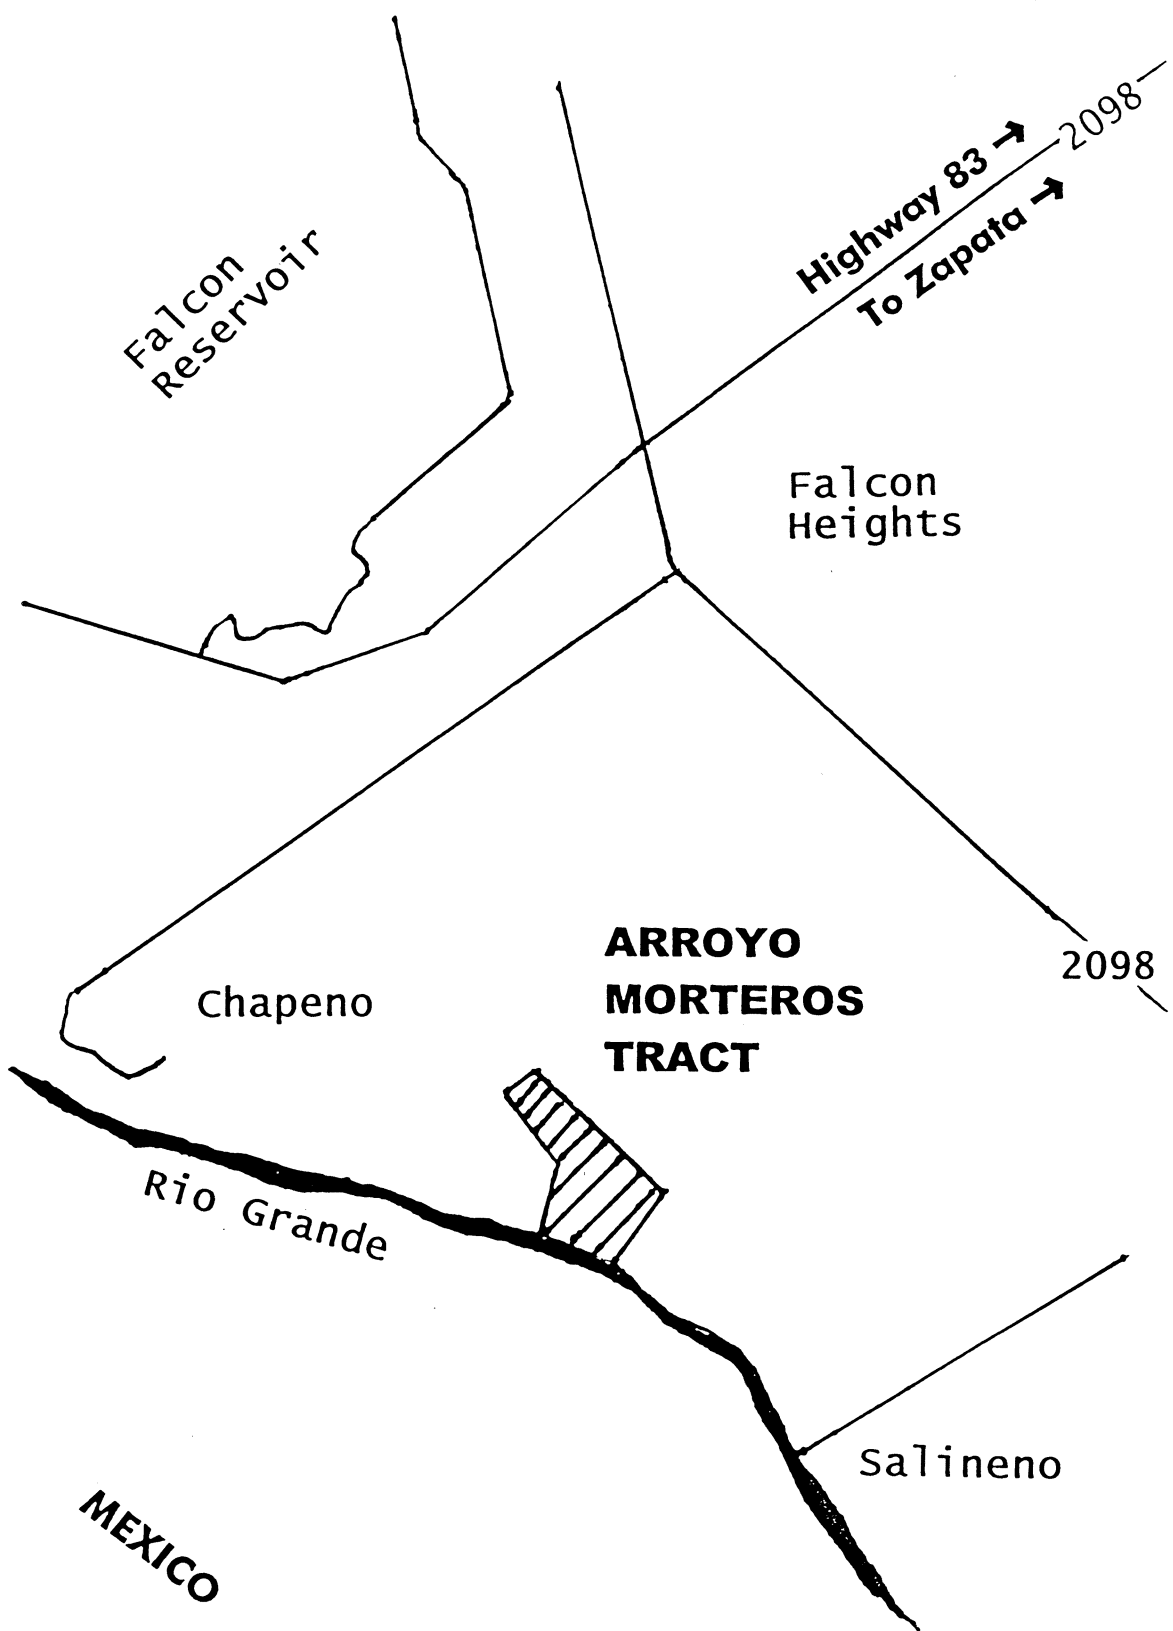 2098
Highway 83 →
To Zapata →
Falcon
Reservoir
Falcon
Heights
ARROYO
MORTEROS
TRACT
2098
Chapeno
Rio Grande
Salineno
MEXICO